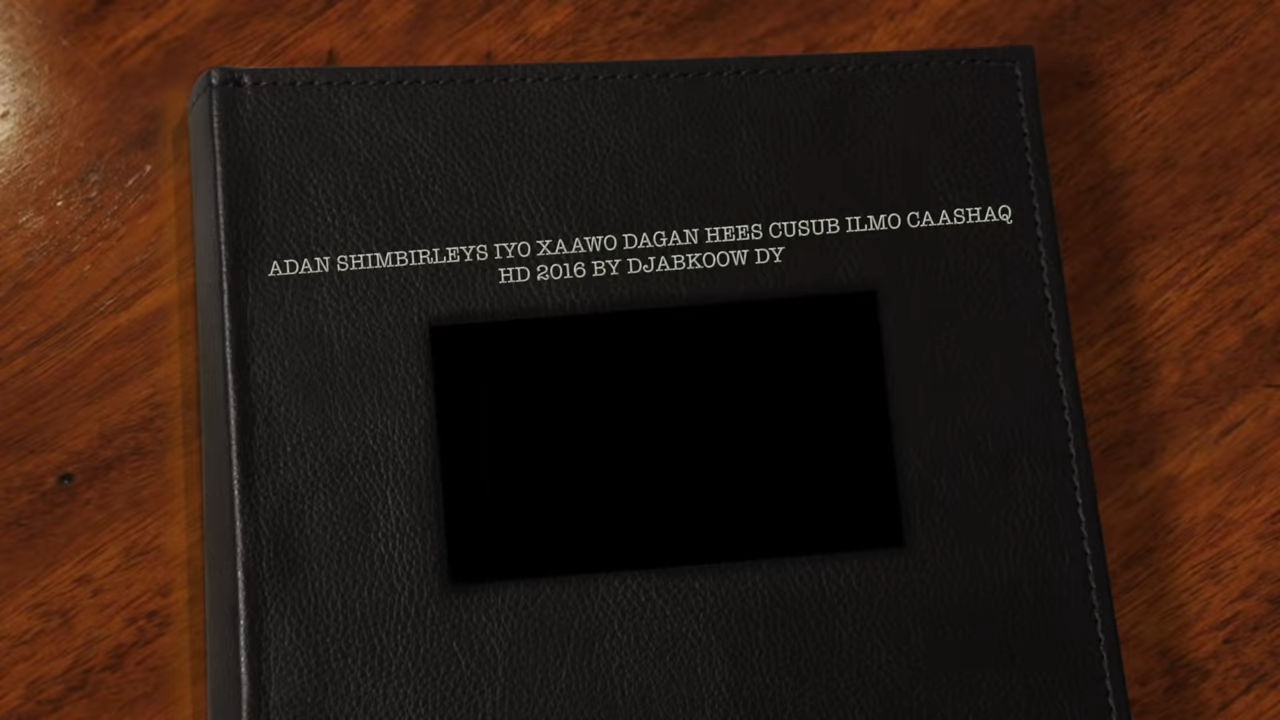 ADAN SHIMBIRLEYS IYO XAAWO DAGAN HEES CUSUB ILMO CAASHAQ
HD 2016 BY DJABKOOW DY